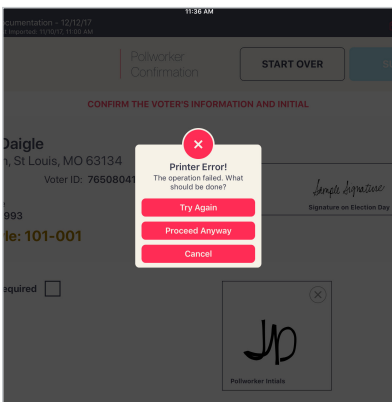 11:36 AM
ocumentation - 12/12/17
t Imported: 11/10/17, 11:00 AM
Pollworker
Confirmation
START OVER
CONFIRM THE VOTER'S INFORMATION AND INITIAL
Daigle
n, St Louis, MO 63134
Voter ID: 76508041
993
le: 101-001
equired
Printer Error!
The operation failed. What
should be done?
Try Again
Proceed Anyway
Cancel
Sample Signature
Signature on Election Day
JD
Pollworker Intials